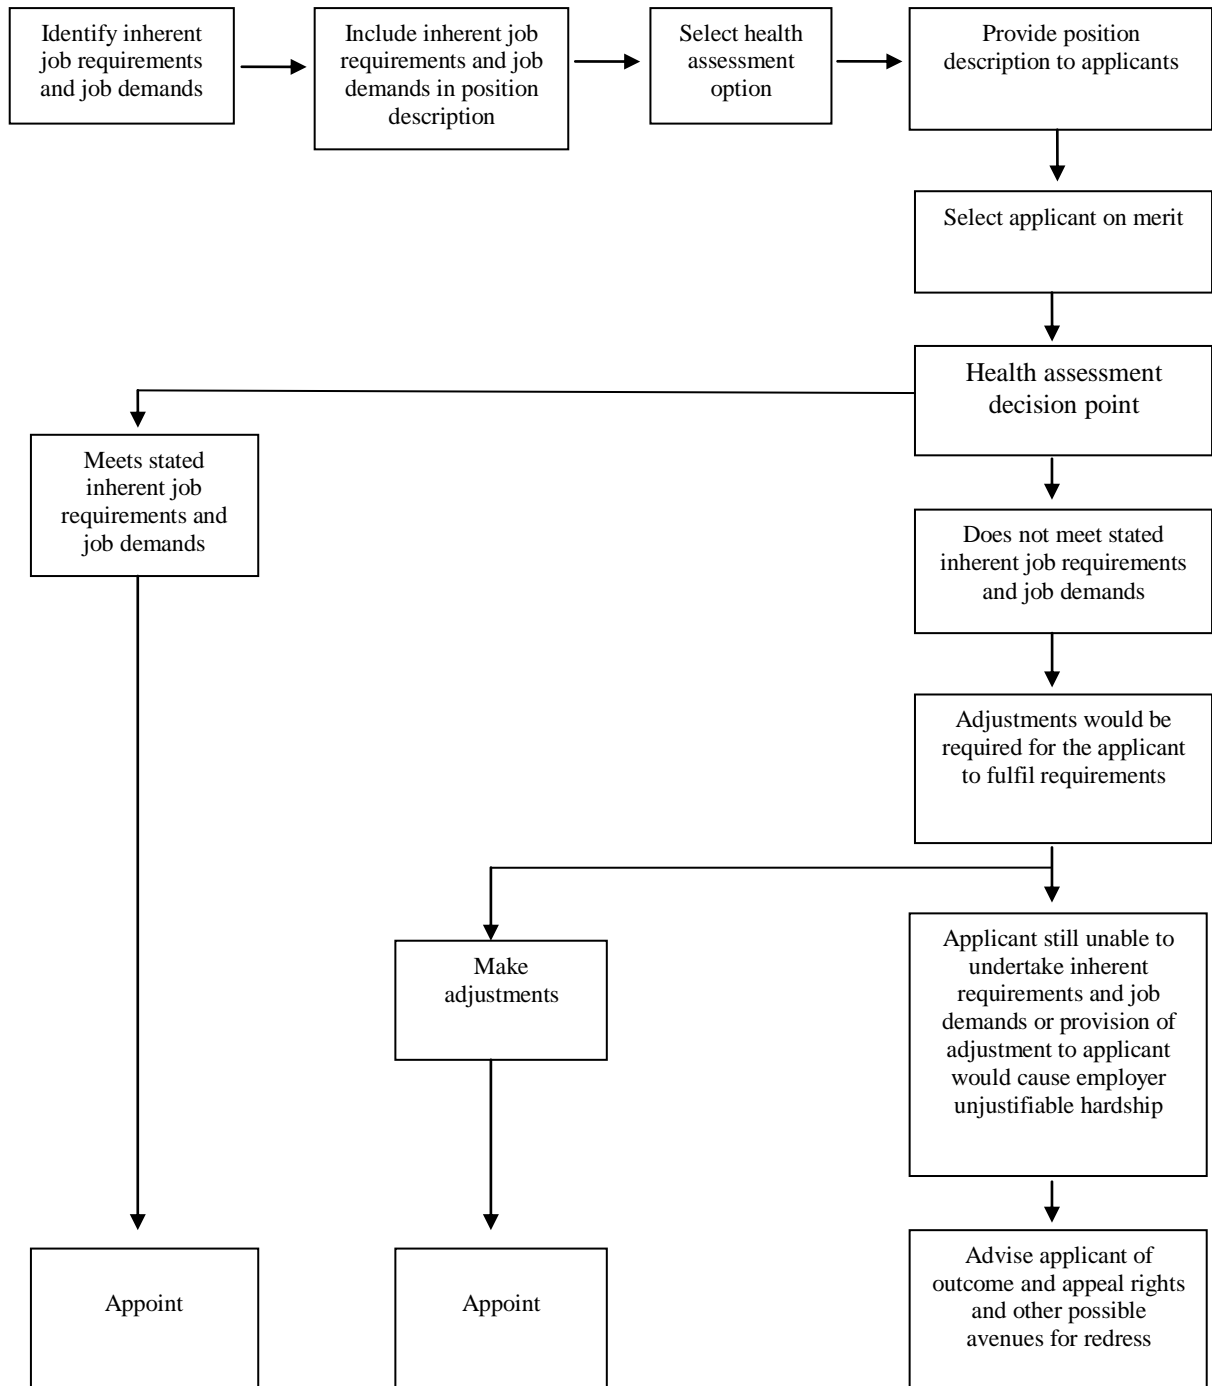 Identify inherent
job requirements
and job demands
Include inherent job
requirements and job
demands in position
description
Select health
assessment
option
Provide position
description to applicants
Select applicant on merit
Health assessment
decision point
Meets stated
inherent job
requirements and
job demands
Does not meet stated
inherent job requirements
and job demands
Adjustments would be
required for the applicant
to fulfil requirements
Make
adjustments
Applicant still unable to
undertake inherent
requirements and job
demands or provision of
adjustment to applicant
would cause employer
unjustifiable hardship
Appoint
Appoint
Advise applicant of
outcome and appeal rights
and other possible
avenues for redress